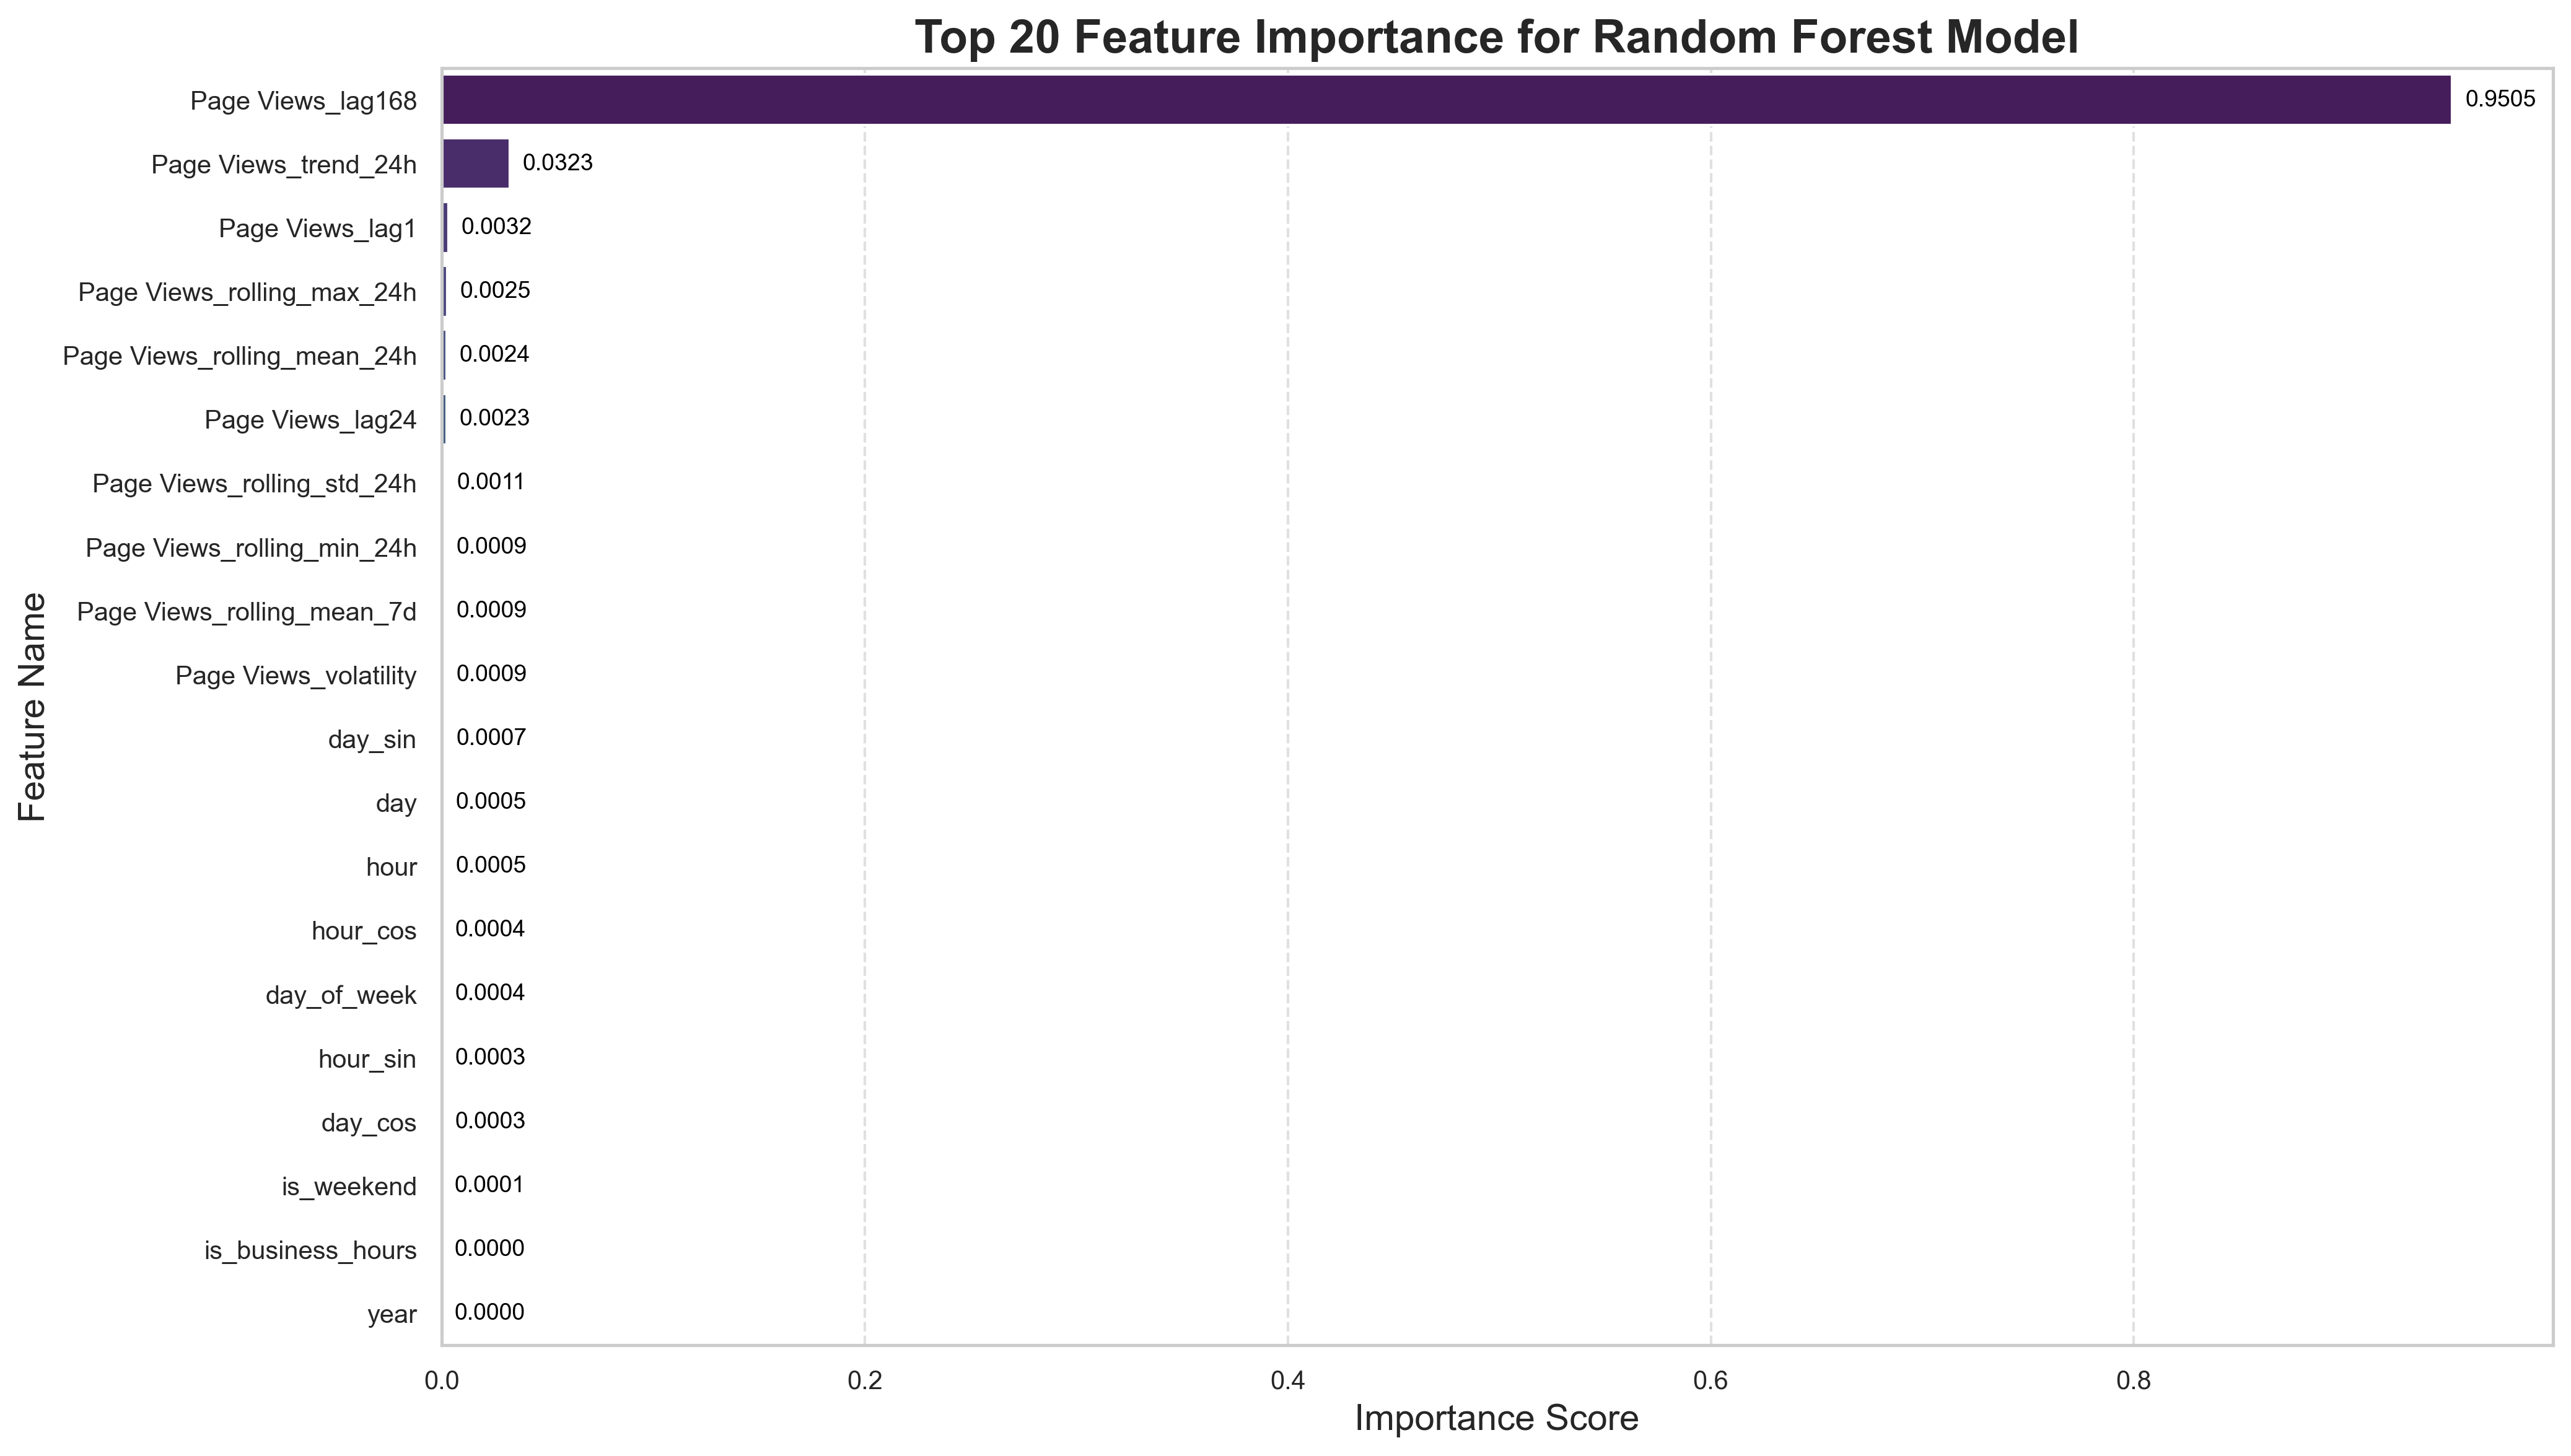 Top 20 Feature Importance for Random Forest Model
Page Views_lag168 0.9505
Page Views_trend_24h 0.0323
Page Views_lag1 0.0032
Page Views_rolling_max_24h 0.0025
Page Views_rolling_mean_24h 0.0024
Page Views_lag24 0.0023
Page Views_rolling_std_24h 0.0011
Page Views_rolling_min_24h 0.0009
Page Views_rolling_mean_7d 0.0009
Page Views_volatility 0.0009
day_sin 0.0007
day 0.0005
hour 0.0005
hour_cos 0.0004
day_of_week 0.0004
hour_sin 0.0003
day_cos 0.0003
is_weekend 0.0001
is_business_hours 0.0000
year 0.0000
Feature Name
0.0 0.2 0.4 0.6 0.8
Importance Score